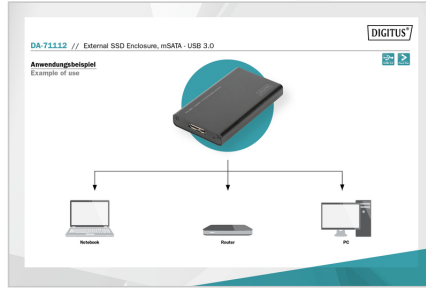 DIGITUS®
DA-71112 // External SSD Enclosure, mSATA - USB 3.0
Anwendungsbeispiel
Example of use
Notebook
Router
PC